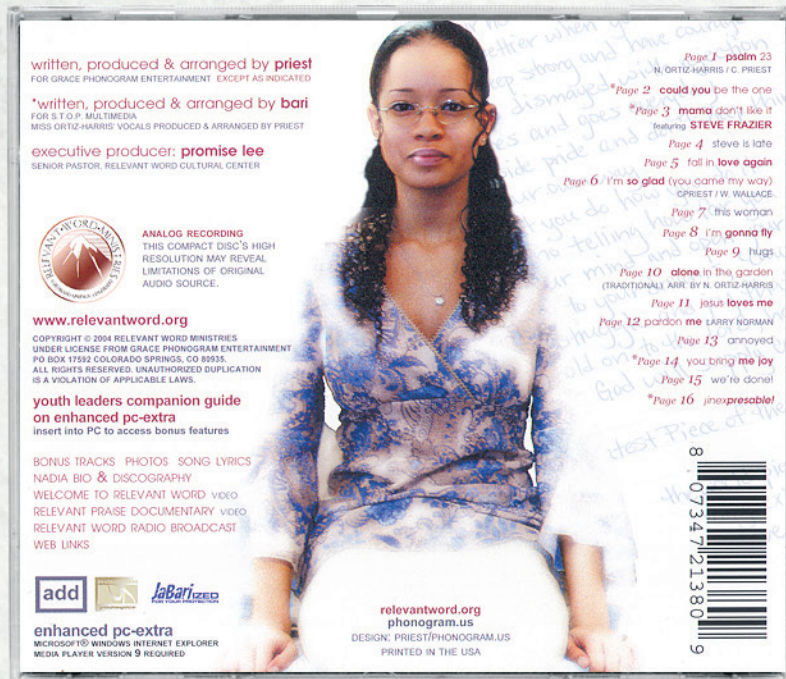 written, produced & arranged by priest
FOR GRACE PHONOGRAM ENTERTAINMENT EXCEPT AS INDICATED
*written, produced & arranged by bari
FOR S.T.O.P. MULTIMEDIA
MISS ORTIZ-HARRIS' VOCALS PRODUCED & ARRANGED BY PRIEST
executive producer: promise lee
SENIOR PASTOR, RELEVANT WORD CULTURAL CENTER
RELEVANT • WORD • MINISTRIES
ANALOG RECORDING
THIS COMPACT DISC'S HIGH
RESOLUTION MAY REVEAL
LIMITATIONS OF ORIGINAL
AUDIO SOURCE.
www.relevantword.org
COPYRIGHT © 2004 RELEVANT WORD MINISTRIES
UNDER LICENSE FROM GRACE PHONOGRAM ENTERTAINMENT
PO BOX 17592 COLORADO SPRINGS, CO 80935.
ALL RIGHTS RESERVED. UNAUTHORIZED DUPLICATION
IS A VIOLATION OF APPLICABLE LAWS.
youth leaders companion guide
on enhanced pc-extra
insert into PC to access bonus features
BONUS TRACKS PHOTOS SONG LYRICS
NADIA BIO & DISCOGRAPHY
WELCOME TO RELEVANT WORD VIDEO
RELEVANT PRAISE DOCUMENTARY VIDEO
RELEVANT WORD RADIO BROADCAST
WEB LINKS
add
JaBarIIZED
FOR YOUR PROTECTION
enhanced pc-extra
MICROSOFT® WINDOWS INTERNET EXPLORER
MEDIA PLAYER VERSION 9 REQUIRED
Page 1 psalm 23
N. ORTIZ-HARRIS / C. PRIEST
*Page 2 could you be the one
*Page 3 mama don't like it
featuring STEVE FRAZIER
Page 4 steve is late
Page 5 fall in love again
Page 6 i'm so glad (you came my way)
CPRIEST / W. WALLACE
Page 7 this woman
Page 8 i'm gonna fly
Page 9 hugs
Page 10 alone in the garden
(TRADITIONAL) ARR. BY N. ORTIZ-HARRIS
Page 11 jesus loves me
Page 12 pardon me LARRY NORMAN
Page 13 annoyed
*Page 14 you bring me joy
Page 15 we're done!
*Page 16 ¡inexpresable!
8 07347 21380 9
relevantword.org
phonogram.us
DESIGN: PRIEST/PHONOGRAM.US
PRINTED IN THE USA